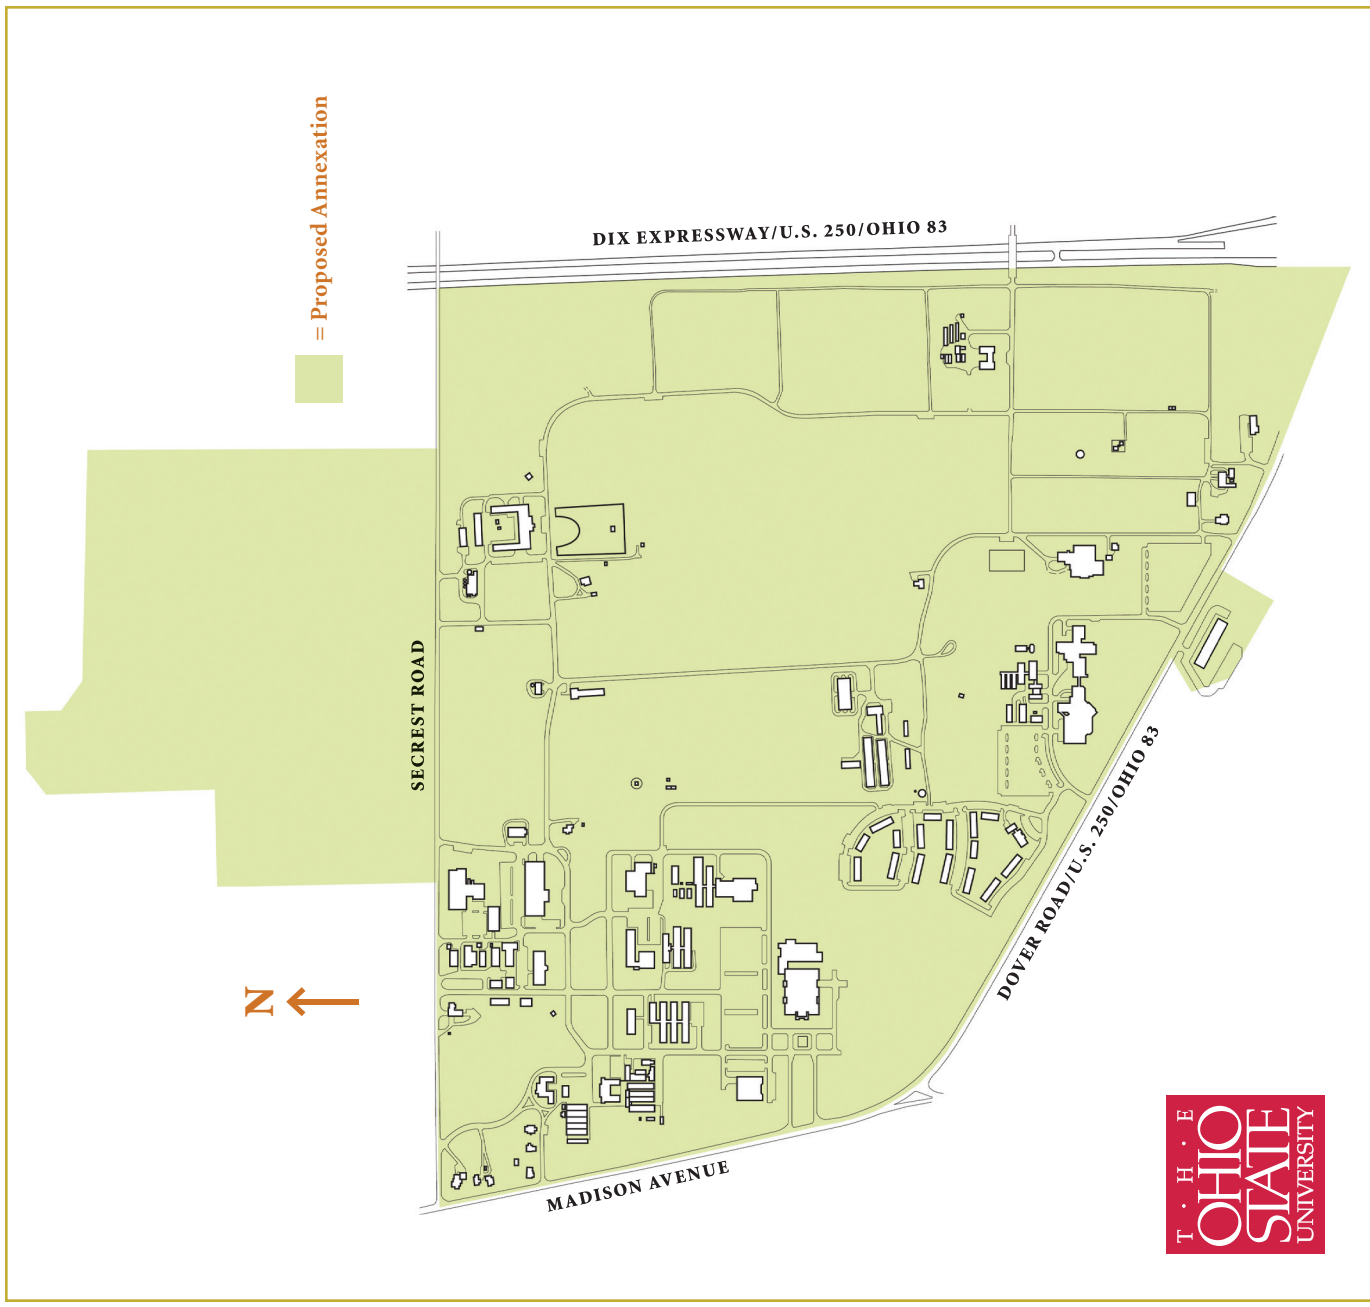 = Proposed Annexation
DIX EXPRESSWAY/U.S. 250/OHIO 83
SECREST ROAD
DOVER ROAD/U.S. 250/OHIO 83
N
MADISON AVENUE
T · H · E
OHIO
STATE
UNIVERSITY